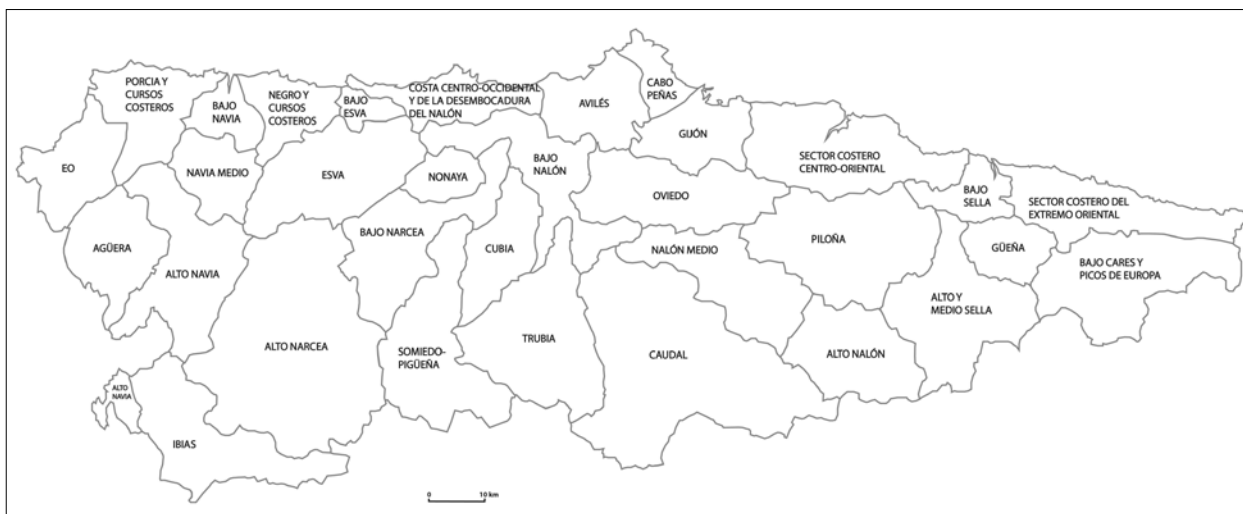 PORCIA Y
CURSOS
COSTEROS
BAJO
NAVIA
NEGRO Y
CURSOS
COSTEROS
BAJO
ESVA
COSTA CENTRO-OCCIDENTAL
Y DE LA DESEMBOCADURA
DEL NALÓN
AVILÉS
CABO
PEÑAS
GIJÓN
EO
NAVIA MEDIO
ESVA
NONAYA
BAJO
NALÓN
OVIEDO
SECTOR COSTERO
CENTRO-ORIENTAL
BAJO
SELLA
SECTOR COSTERO DEL
EXTREMO ORIENTAL
AGÜERA
ALTO NAVIA
BAJO NARCEA
CUBIA
NALÓN MEDIO
PILOÑA
GÜEÑA
BAJO CARES Y
PICOS DE EUROPA
ALTO Y
MEDIO SELLA
ALTO NARCEA
SOMIEDO-
PIGÜEÑA
TRUBIA
CAUDAL
ALTO NALÓN
ALTO
NAVIA
IBIAS
0 10 km